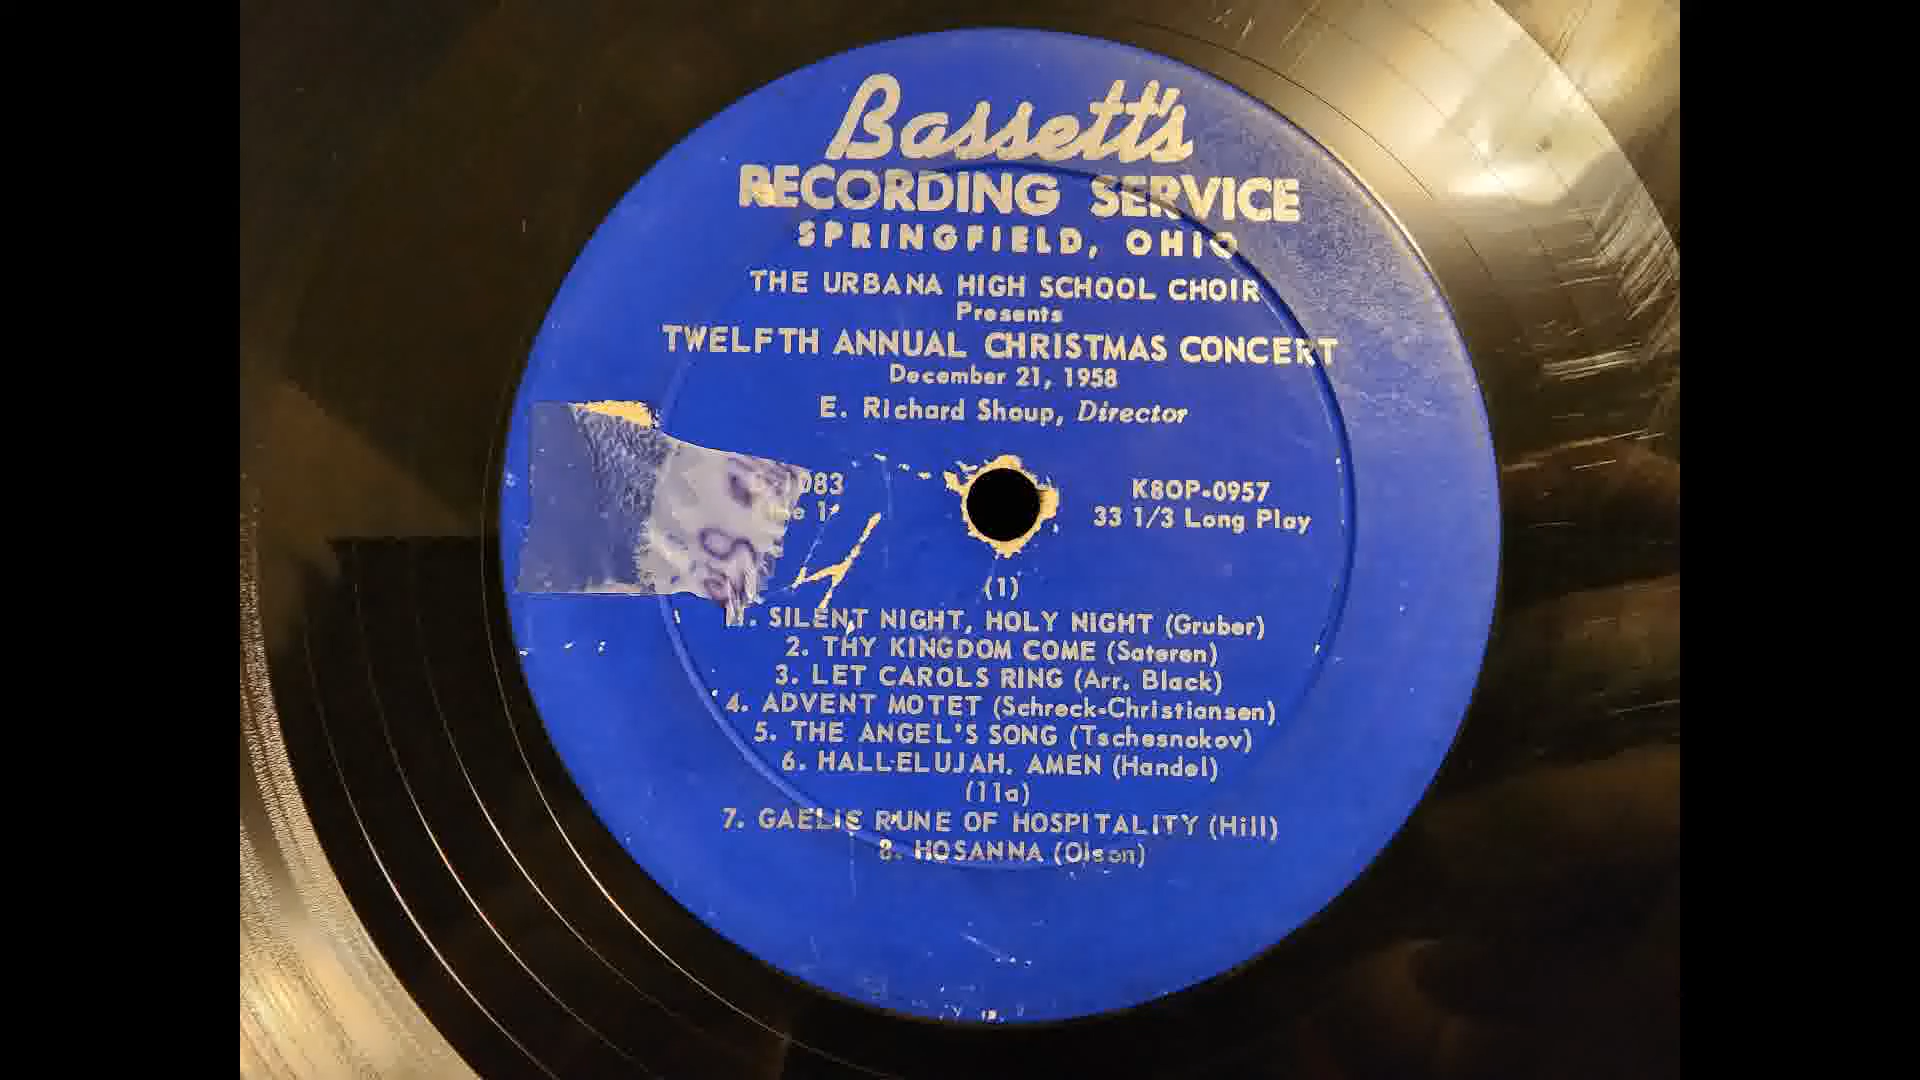 Bassett's
RECORDING SERVICE
SPRINGFIELD, OHIO
THE URBANA HIGH SCHOOL CHOIR
Presents
TWELFTH ANNUAL CHRISTMAS CONCERT
December 21, 1958
E. Richard Shoup, Director
083
1
K8OP-0957
33 1/3 Long Play
(1)
1. SILENT NIGHT, HOLY NIGHT (Gruber)
2. THY KINGDOM COME (Sateren)
3. LET CAROLS RING (Arr. Black)
4. ADVENT MOTET (Schreck-Christiansen)
5. THE ANGEL'S SONG (Tschesnokov)
6. HALLELUJAH, AMEN (Handel)
(11a)
7. GAELIC RUNE OF HOSPITALITY (Hill)
8. HOSANNA (Olson)